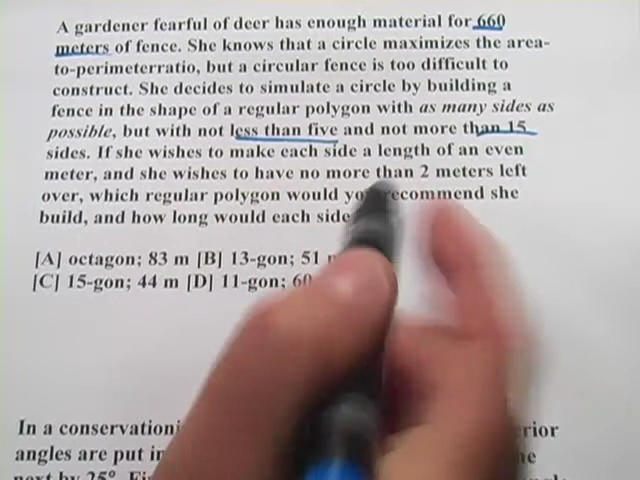 A gardener fearful of deer has enough material for 660
meters of fence. She knows that a circle maximizes the area-
to-perimeterratio, but a circular fence is too difficult to
construct. She decides to simulate a circle by building a
fence in the shape of a regular polygon with as many sides as
possible, but with not less than five and not more than 15
sides. If she wishes to make each side a length of an even
meter, and she wishes to have no more than 2 meters left
over, which regular polygon would recommend she
build, and how long would each side
[A] octagon; 83 m [B] 13-gon; 51
[C] 15-gon; 44 m [D] 11-gon; 60
In a
angles are put
next by 25°.